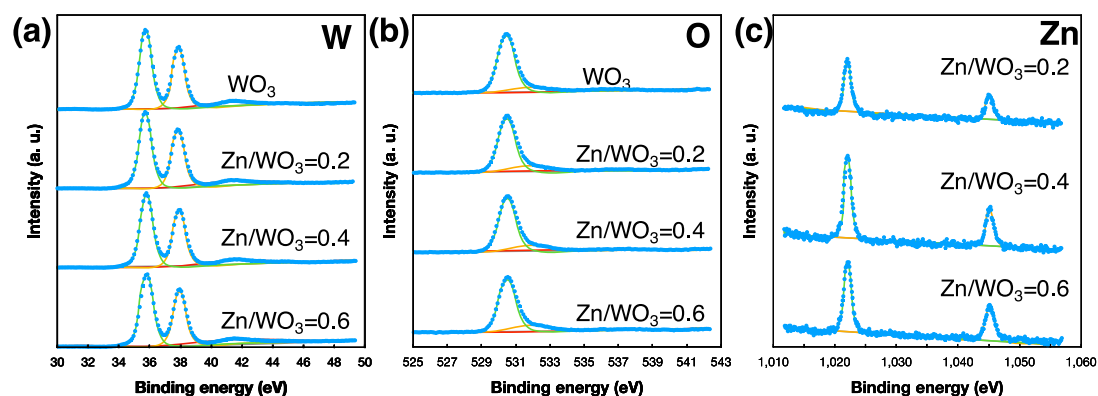 (a)
W
WO₃
Zn/WO₃=0.2
Zn/WO₃=0.4
Zn/WO₃=0.6
Intensity (a. u.)
30 34 36 38 40 42 44 46 48 50
Binding energy (eV)
(b)
O
WO₃
Zn/WO₃=0.2
Zn/WO₃=0.4
Zn/WO₃=0.6
Intensity (a. u.)
525 527 529 531 533 535 537 539 541 543
Binding energy (eV)
(c)
Zn
Zn/WO₃=0.2
Zn/WO₃=0.4
Zn/WO₃=0.6
Intensity (a. u.)
1,010 1,020 1,030 1,040 1,050 1,060
Binding energy (eV)